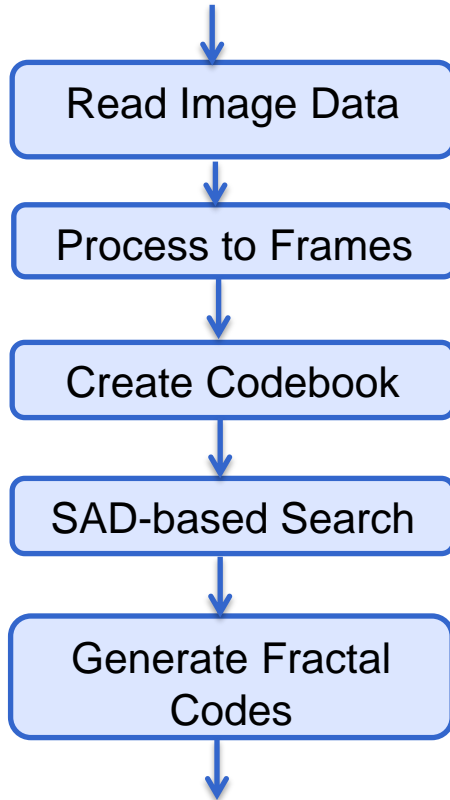 Read Image Data
Process to Frames
Create Codebook
SAD-based Search
Generate Fractal
Codes